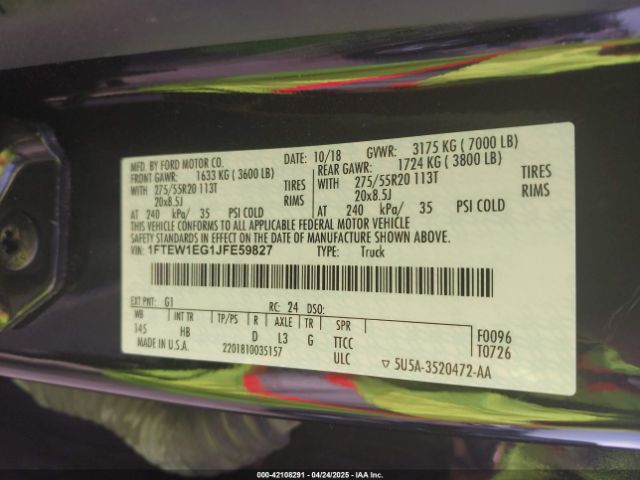 MFD. BY FORD MOTOR CO.
DATE: 10/18 GVWR: 3175 KG ( 7000 LB)
FRONT GAWR: 1633 KG ( 3600 LB) REAR GAWR: 1724 KG ( 3800 LB)
WITH 275/55R20 113T TIRES WITH 275/55R20 113T TIRES
20x8.5J RIMS 20x8.5J RIMS
AT 240 kPa/ 35 PSI COLD AT 240 kPa/ 35 PSI COLD
THIS VEHICLE CONFORMS TO ALL APPLICABLE FEDERAL MOTOR VEHICLE
SAFETY STANDARDS IN EFFECT ON THE DATE OF MANUFACTURE SHOWN ABOVE.
VIN: 1FTEW1EG1JFE59827 TYPE: Truck
EXT PNT: G1 RC: 24 DSO:
WB INT TR TP/PS R AXLE TR SPR
145 HB D L3 G TTCC F0096
ULC T0726
MADE IN U.S.A. 2201810035157 ▽ 5U5A-3520472-AA
000-42108291 - 04/24/2025 - IAA Inc.